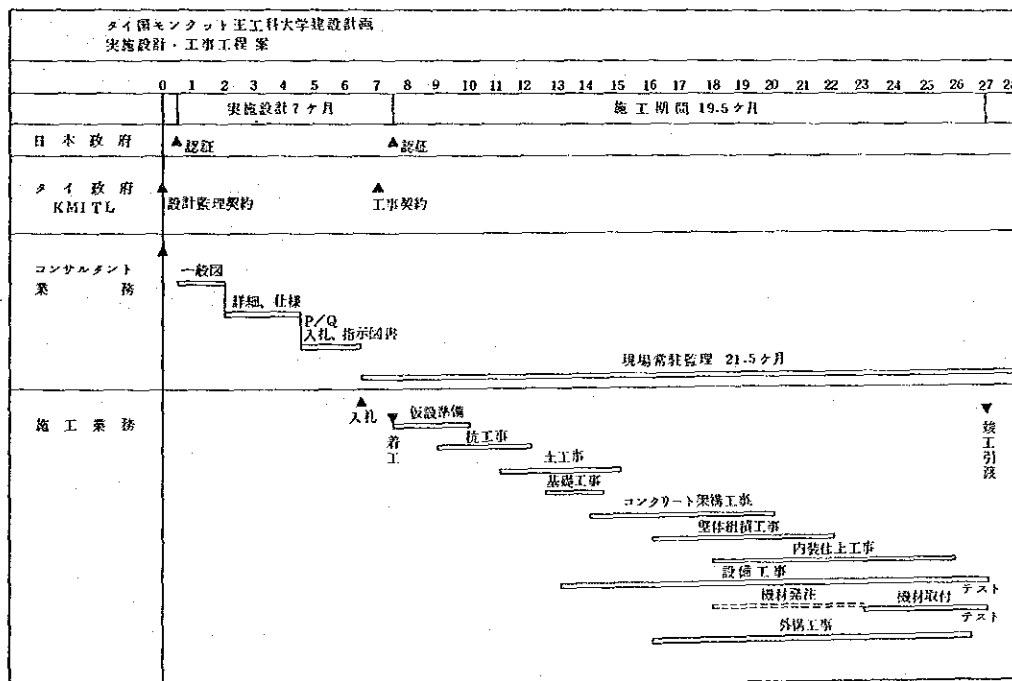 タイ国モンクット王工科大学建設計画
実施設計・工事工程案
0 1 2 3 4 5 6 7 8 9 10 11 12 13 14 15 16 17 18 19 20 21 22 23 24 25 26 27 28
実施設計7ヶ月 施工期間 19.5ヶ月
日本政府 ▲認証 ▲認証
タイ政府
KMITL
設計監理契約 工事契約
コンサルタント
業務
一般図
詳細、仕様
P/Q
入札、指示図書
現場常駐監理 21.5ヶ月
施工業務
入札
着工
仮設準備
竣工引渡
杭工事
土工事
基礎工事
コンクリート架構工事
壁体組積工事
内装仕上工事
設備工事
テスト
機材発注 機材取付
テスト
外構工事